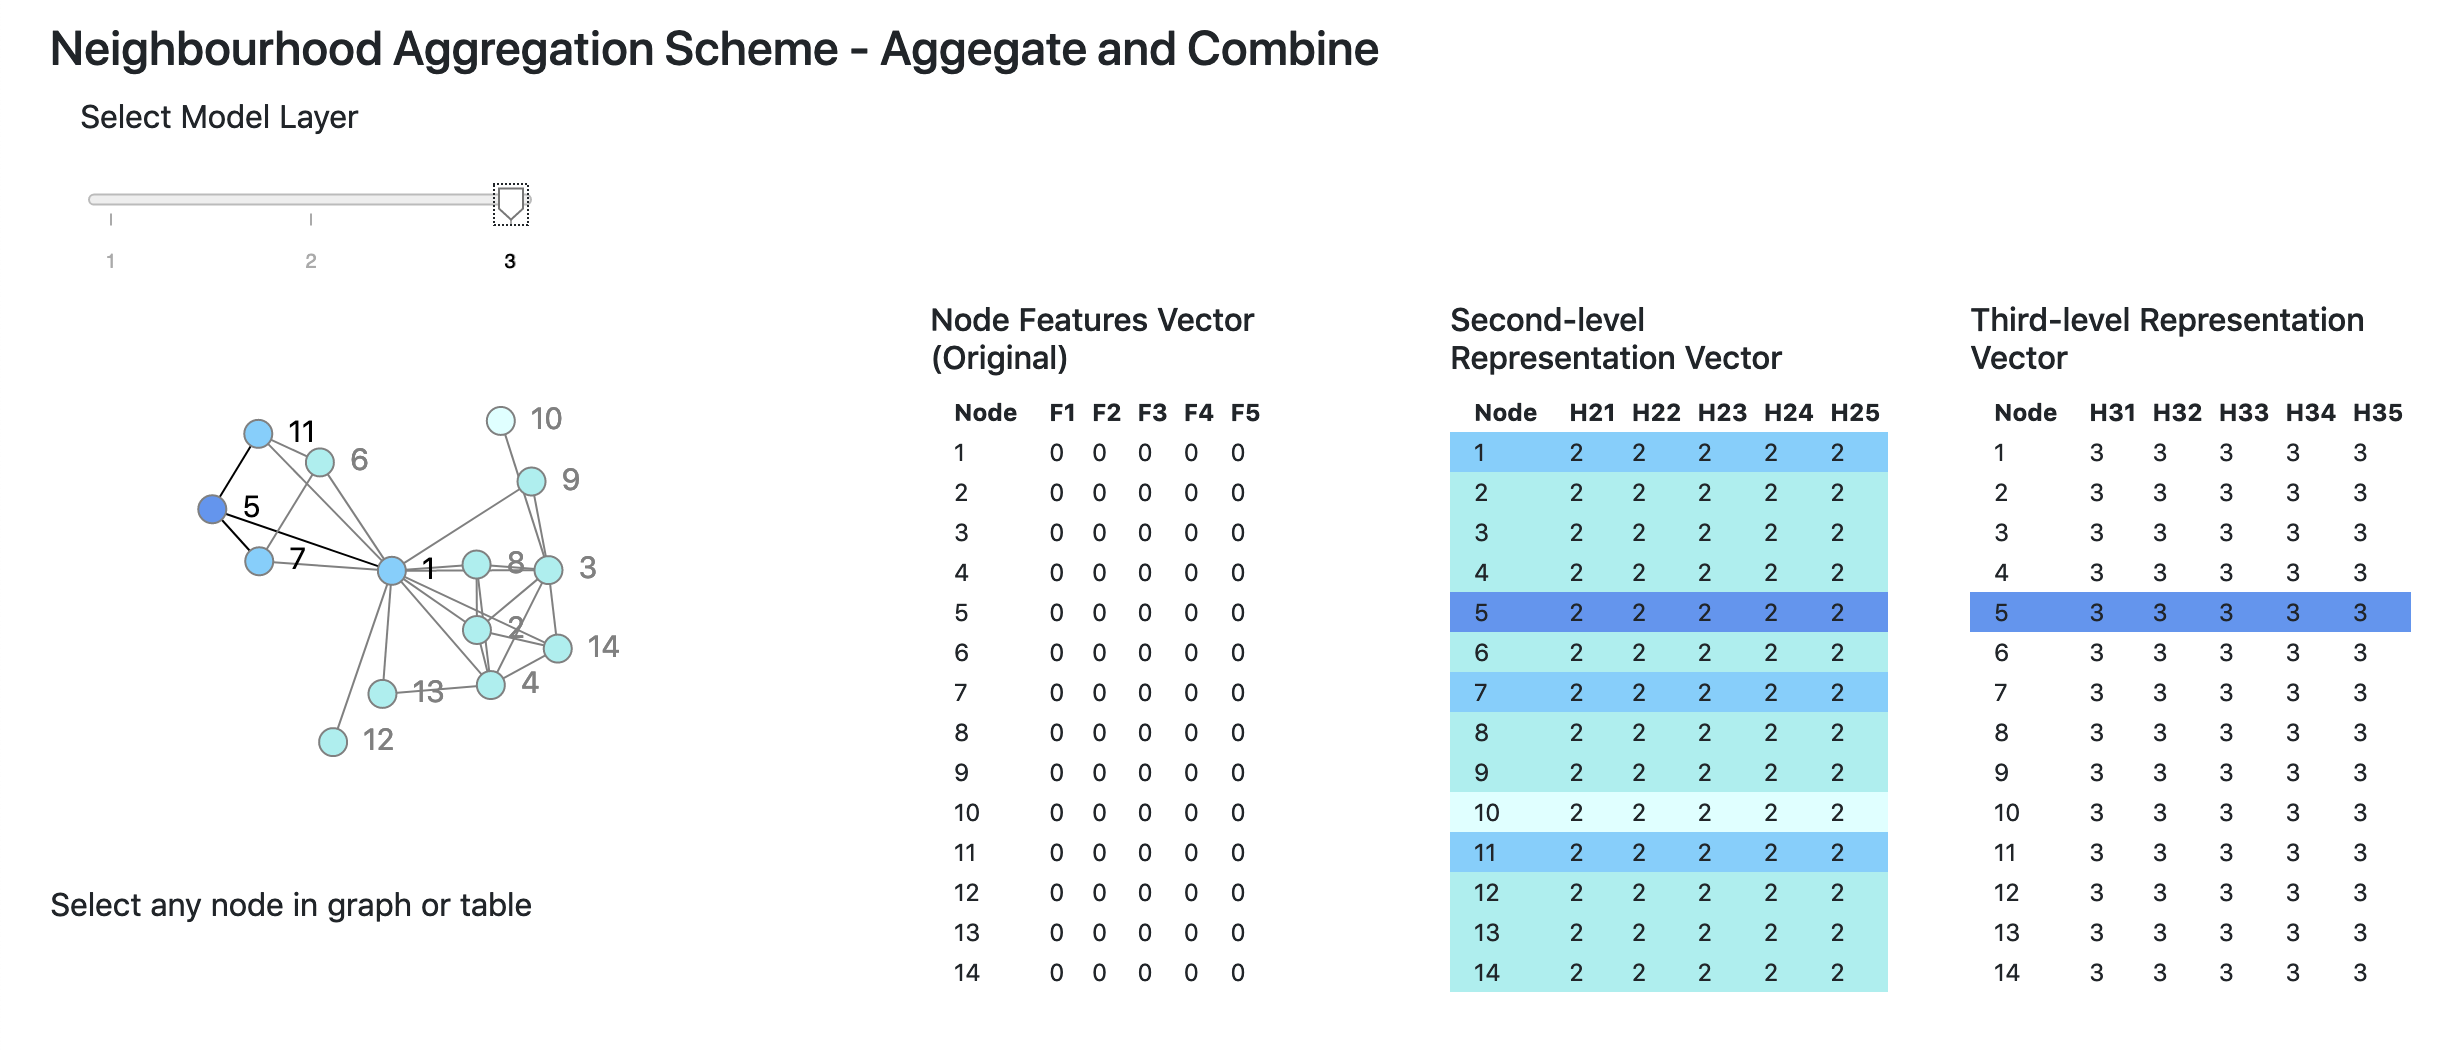 Neighbourhood Aggregation Scheme - Aggegate and Combine
Select Model Layer
1 2 3
11
6
10
9
5
7
1
8
3
2
14
13
4
12
Select any node in graph or table
Node Features Vector
(Original)
Node F1 F2 F3 F4 F5
1 0 0 0 0 0
2 0 0 0 0 0
3 0 0 0 0 0
4 0 0 0 0 0
5 0 0 0 0 0
6 0 0 0 0 0
7 0 0 0 0 0
8 0 0 0 0 0
9 0 0 0 0 0
10 0 0 0 0 0
11 0 0 0 0 0
12 0 0 0 0 0
13 0 0 0 0 0
14 0 0 0 0 0
Second-level
Representation Vector
Node H21 H22 H23 H24 H25
1 2 2 2 2 2
2 2 2 2 2 2
3 2 2 2 2 2
4 2 2 2 2 2
5 2 2 2 2 2
6 2 2 2 2 2
7 2 2 2 2 2
8 2 2 2 2 2
9 2 2 2 2 2
10 2 2 2 2 2
11 2 2 2 2 2
12 2 2 2 2 2
13 2 2 2 2 2
14 2 2 2 2 2
Third-level Representation
Vector
Node H31 H32 H33 H34 H35
1 3 3 3 3 3
2 3 3 3 3 3
3 3 3 3 3 3
4 3 3 3 3 3
5 3 3 3 3 3
6 3 3 3 3 3
7 3 3 3 3 3
8 3 3 3 3 3
9 3 3 3 3 3
10 3 3 3 3 3
11 3 3 3 3 3
12 3 3 3 3 3
13 3 3 3 3 3
14 3 3 3 3 3